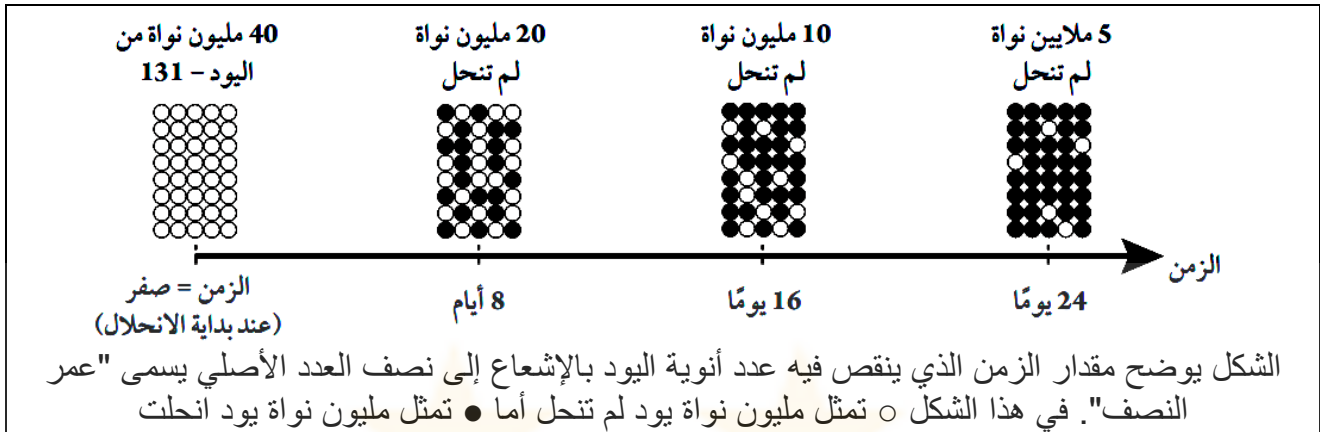 40 مليون نواة من
اليود – 131
20 مليون نواة
لم تنحل
10 مليون نواة
لم تنحل
5 ملايين نواة
لم تنحل
الزمن
الزمن = صفر
(عند بداية الانحلال)
8 أيام
16 يومًا
24 يومًا
الشكل يوضح مقدار الزمن الذي ينقص فيه عدد أنوية اليود بالإشعاع إلى نصف العدد الأصلي يسمى "عمر
النصف". في هذا الشكل ○ تمثل مليون نواة يود لم تنحل أما ● تمثل مليون نواة يود انحلت